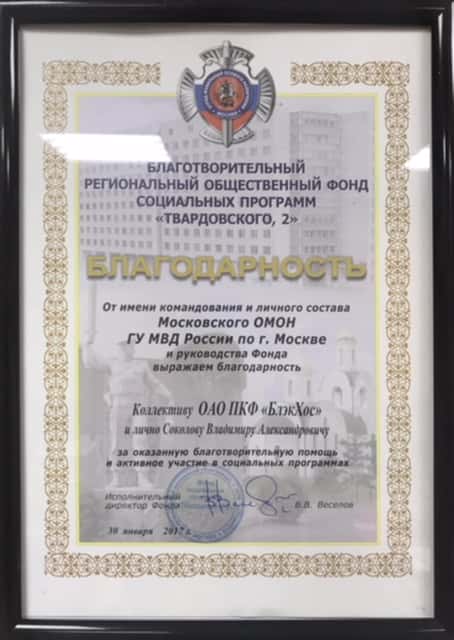 БЛАГОТВОРИТЕЛЬНЫЙ
РЕГИОНАЛЬНЫЙ ОБЩЕСТВЕННЫЙ ФОНД
СОЦИАЛЬНЫХ ПРОГРАММ
«ТВАРДОВСКОГО, 2»
БЛАГОДАРНОСТЬ
От имени командования и личного состава
Московского ОМОН
ГУ МВД России по г. Москве
и руководства Фонда
выражаем благодарность
Коллективу ОАО ПКФ «БлэкХос»
и лично Соколову Владимиру Александровичу
за оказанную благотворительную помощь
и активное участие в социальных программах
Исполнительный
директор Фонда
В.В. Веселов
30 января 2017 г.